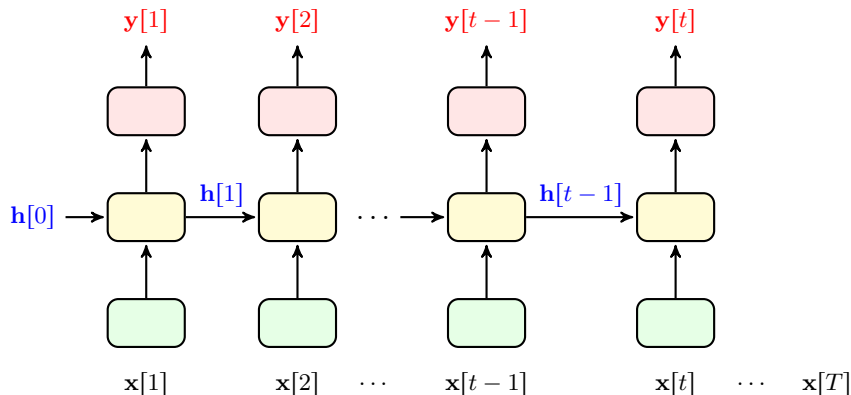 y[1] y[2] y[t − 1] y[t]
h[1] h[t − 1]
h[0] · · ·
x[1] x[2] · · · x[t − 1] x[t] · · · x[T]